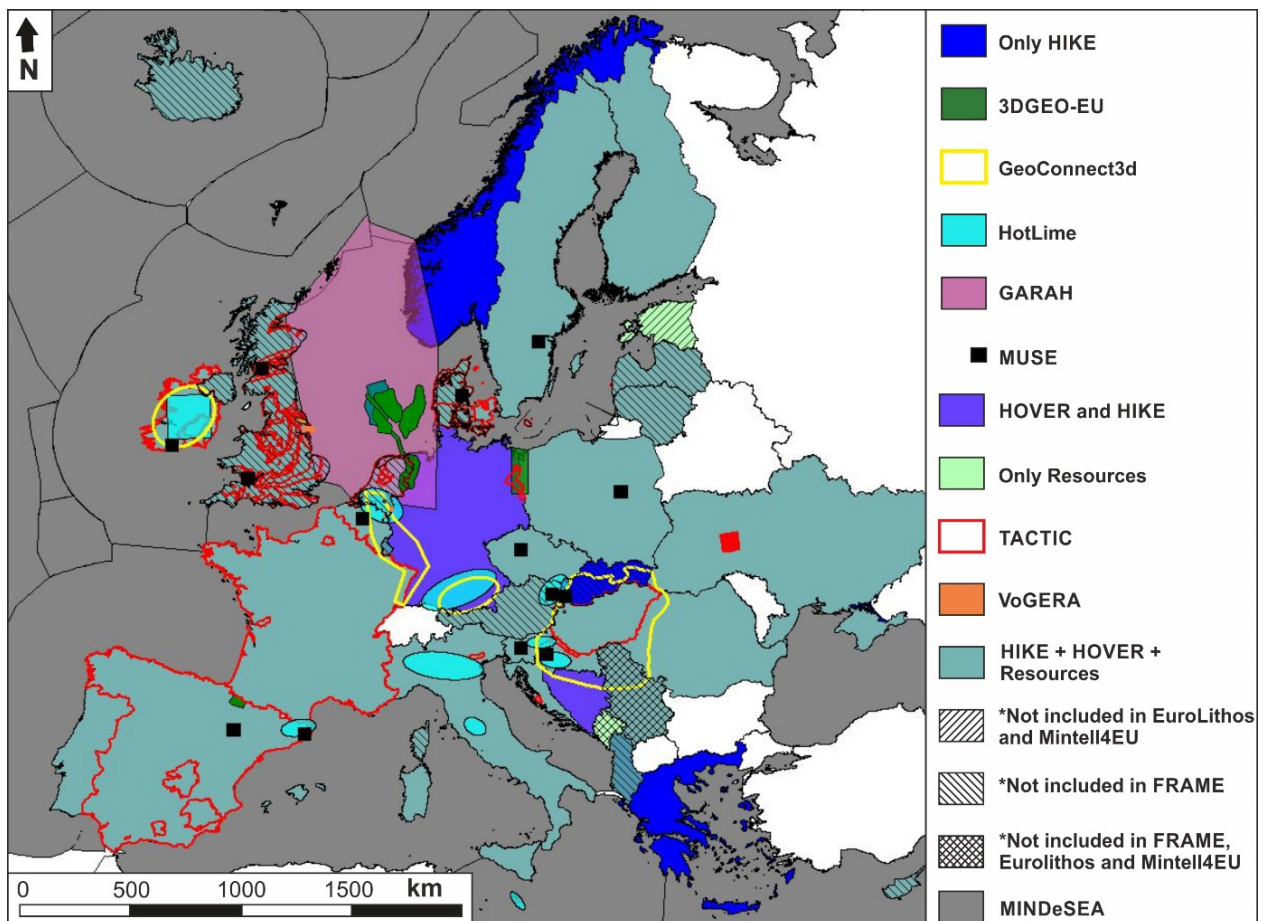 N
Only HIKE
3DGEO-EU
GeoConnect3d
HotLime
GARAH
MUSE
HOVER and HIKE
Only Resources
TACTIC
VoGERA
HIKE + HOVER +
Resources
*Not included in EuroLithos
and Mintell4EU
*Not included in FRAME
*Not included in FRAME,
Eurolithos and Mintell4EU
MINDeSEA
0 500 1000 1500 km